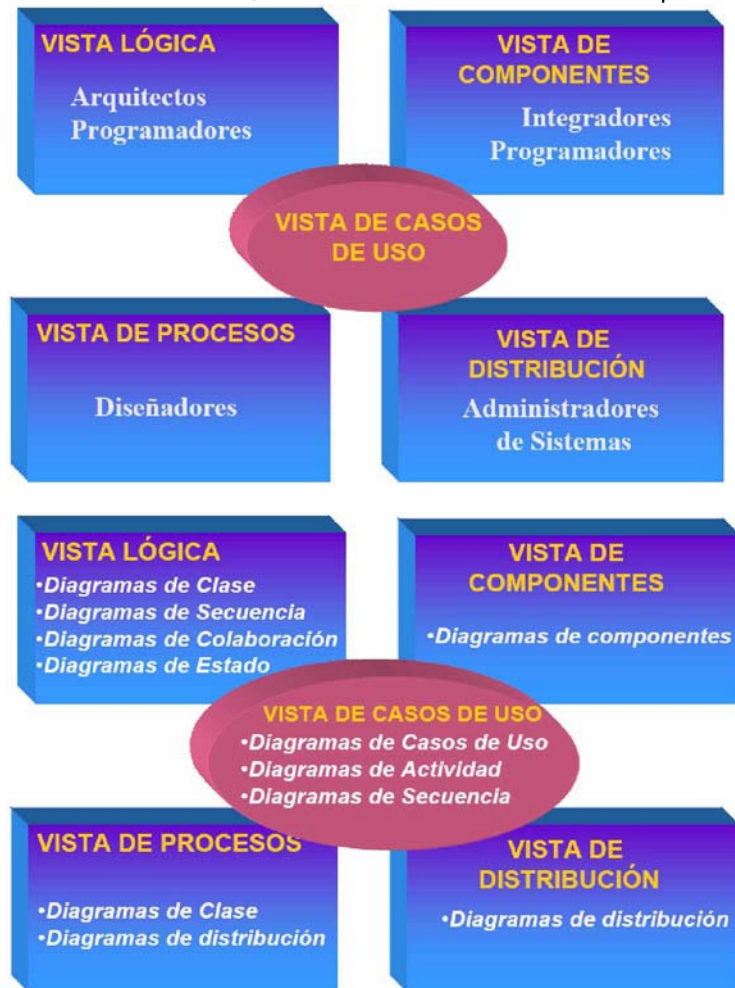 VISTA LÓGICA
Arquitectos
Programadores
VISTA DE
COMPONENTES
Integradores
Programadores
VISTA DE CASOS
DE USO
VISTA DE PROCESOS
Diseñadores
VISTA DE
DISTRIBUCIÓN
Administradores
de Sistemas
VISTA LÓGICA
•Diagramas de Clase
•Diagramas de Secuencia
•Diagramas de Colaboración
•Diagramas de Estado
VISTA DE
COMPONENTES
•Diagramas de componentes
VISTA DE CASOS DE USO
•Diagramas de Casos de Uso
•Diagramas de Actividad
•Diagramas de Secuencia
VISTA DE PROCESOS
•Diagramas de Clase
•Diagramas de distribución
VISTA DE
DISTRIBUCIÓN
•Diagramas de distribución